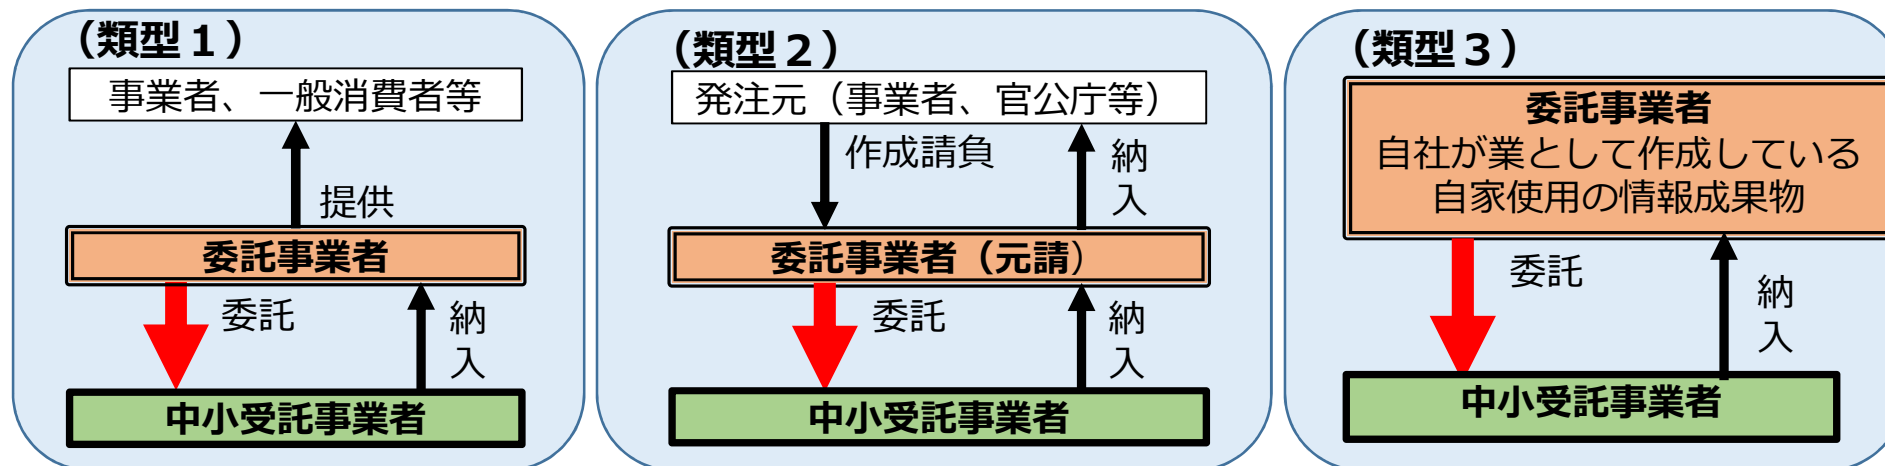 （類型１）
事業者、一般消費者等
提供
委託事業者
委託
納
入
中小受託事業者
（類型２）
発注元（事業者、官公庁等）
作成請負
納
入
委託事業者（元請）
委託
納
入
中小受託事業者
（類型３）
委託事業者
自社が業として作成している
自家使用の情報成果物
委託
納
入
中小受託事業者